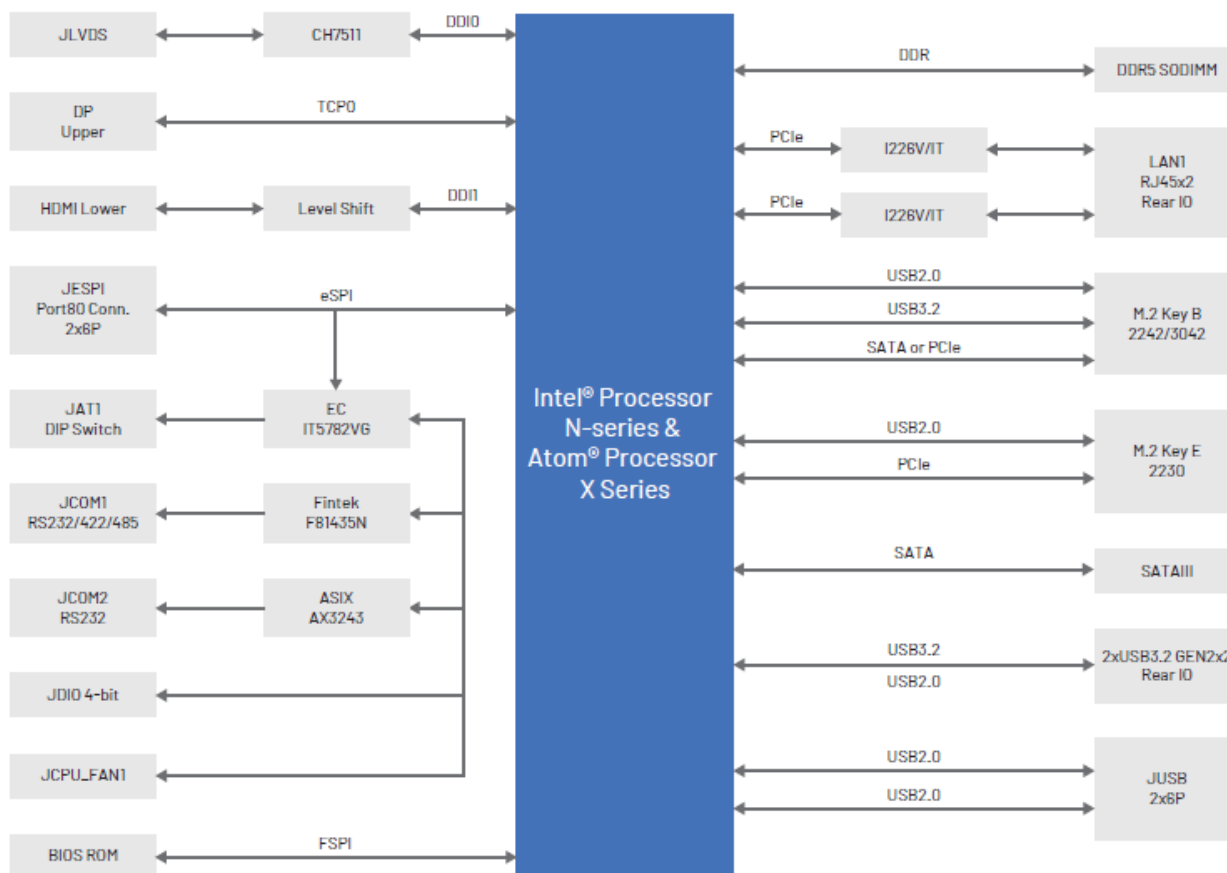 JLVDS
CH7511
DDI0
DP
Upper
TCP0
HDMI Lower
Level Shift
DDI1
JESPI
Port80 Conn.
2x6P
eSPI
JAT1
DIP Switch
EC
IT5782VG
JCOM1
RS232/422/485
Fintek
F81435N
JCOM2
RS232
ASIX
AX3243
JDIO 4-bit
JCPU_FAN1
BIOS ROM
FSPI
Intel® Processor
N-series &
Atom® Processor
X Series
DDR
DDR5 SODIMM
PCIe
I226V/IT
PCIe
I226V/IT
LAN1
RJ45x2
Rear IO
USB2.0
USB3.2
SATA or PCIe
M.2 Key B
2242/3042
USB2.0
PCIe
M.2 Key E
2230
SATA
SATAIII
USB3.2
USB2.0
2xUSB3.2 GEN2x2
Rear IO
USB2.0
USB2.0
JUSB
2x6P